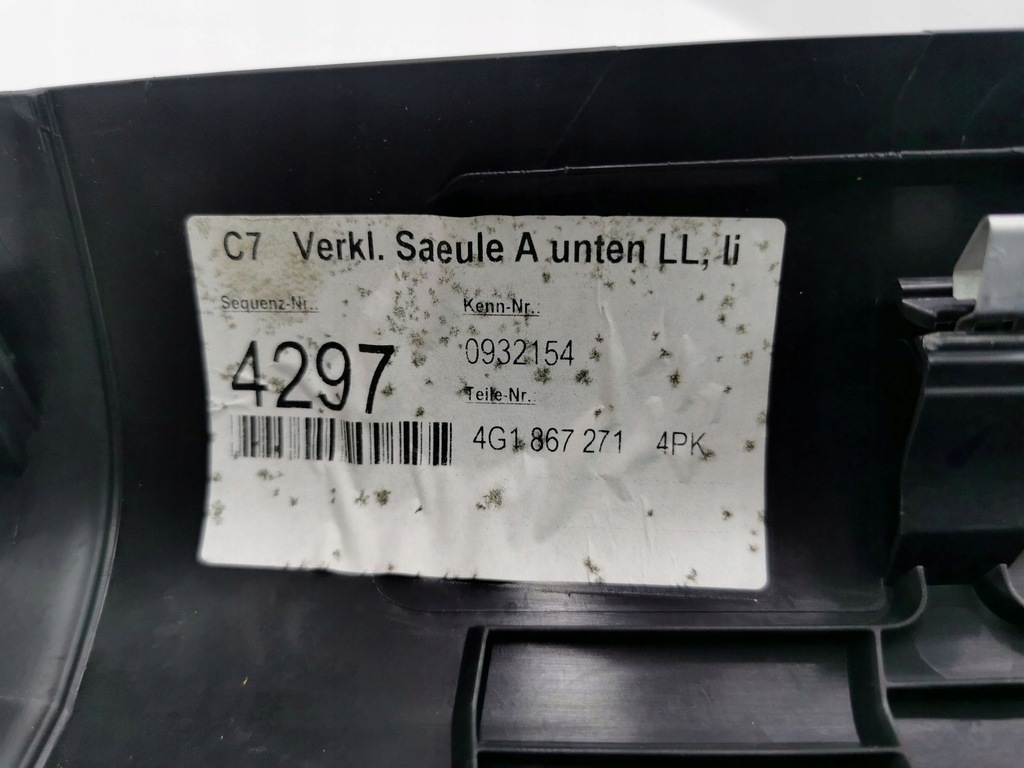 C7 Verkl. Saeule A unten LL, li
Sequenz-Nr.: Kenn-Nr.:
4297 0932154
Teile-Nr.:
4G1 867 271 4PK